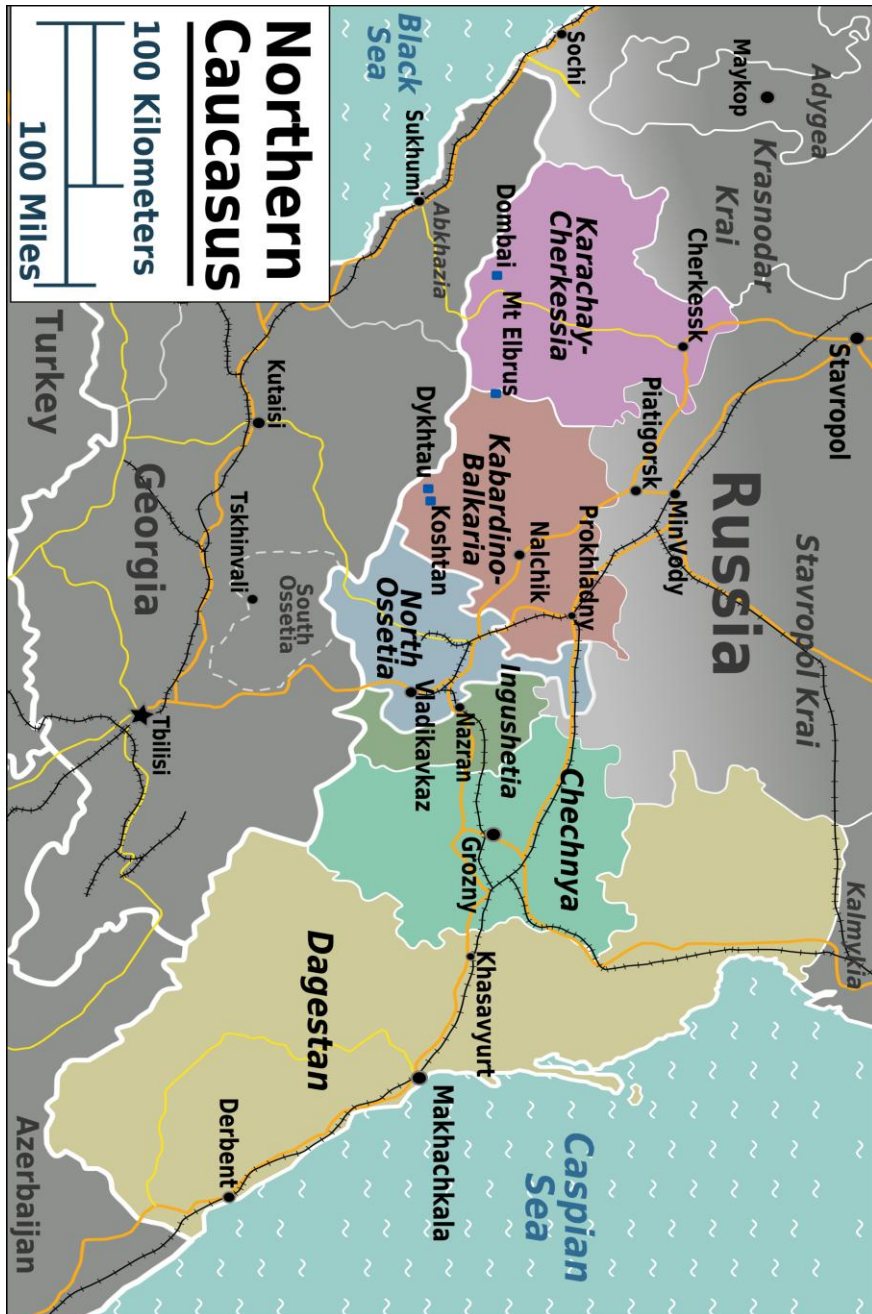 Adygea
Maykop
Krasnodar
Krai
Sochi
Black
Sea
Sukhumi
Abkhazia
Karachay-
Cherkessia
Cherkessk
Dombai
Mt Elbrus
Stavropol
Stavropol Krai
Russia
Piatigorsk
MinVody
Prokhladny
Kabardino-
Balkaria
Nalchik
Dykhtau
Koshtan
North
Ossetia
Vladikavkaz
Ingushetia
Nazran
Chechnya
Grozny
Kalmykia
Khasavyurt
Dagestan
Makhachkala
Derbent
Caspian
Sea
Kutaisi
Tskhinvali
South
Ossetia
Georgia
Tbilisi
Turkey
Azerbaijan
Northern
Caucasus
100 Kilometers
100 Miles